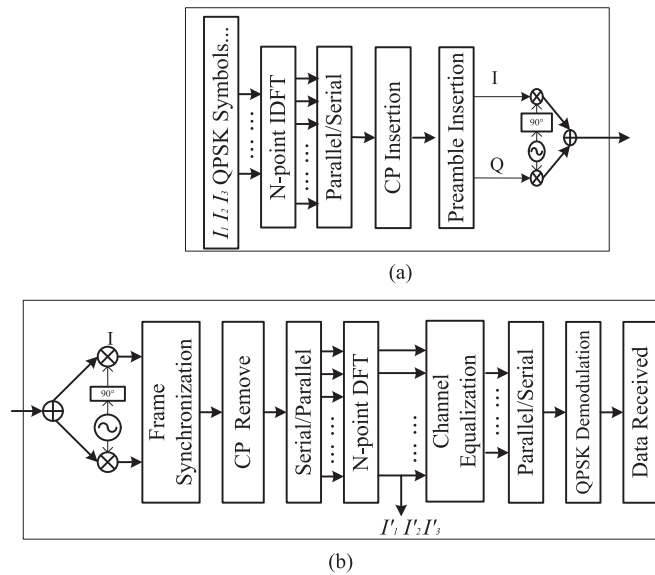 I₁ I₂ I₃ QPSK Symbols...
... ...
N-point IDFT
... ...
Parallel/Serial
CP Insertion
Preamble Insertion
I
90°
Q
(a)
I
90°
Frame
Synchronization
CP Remove
Serial/Parallel
... ...
N-point DFT
... ...
I'₁ I'₂ I'₃
Channel
Equalization
... ...
Parallel/Serial
QPSK Demodulation
Data Received
(b)